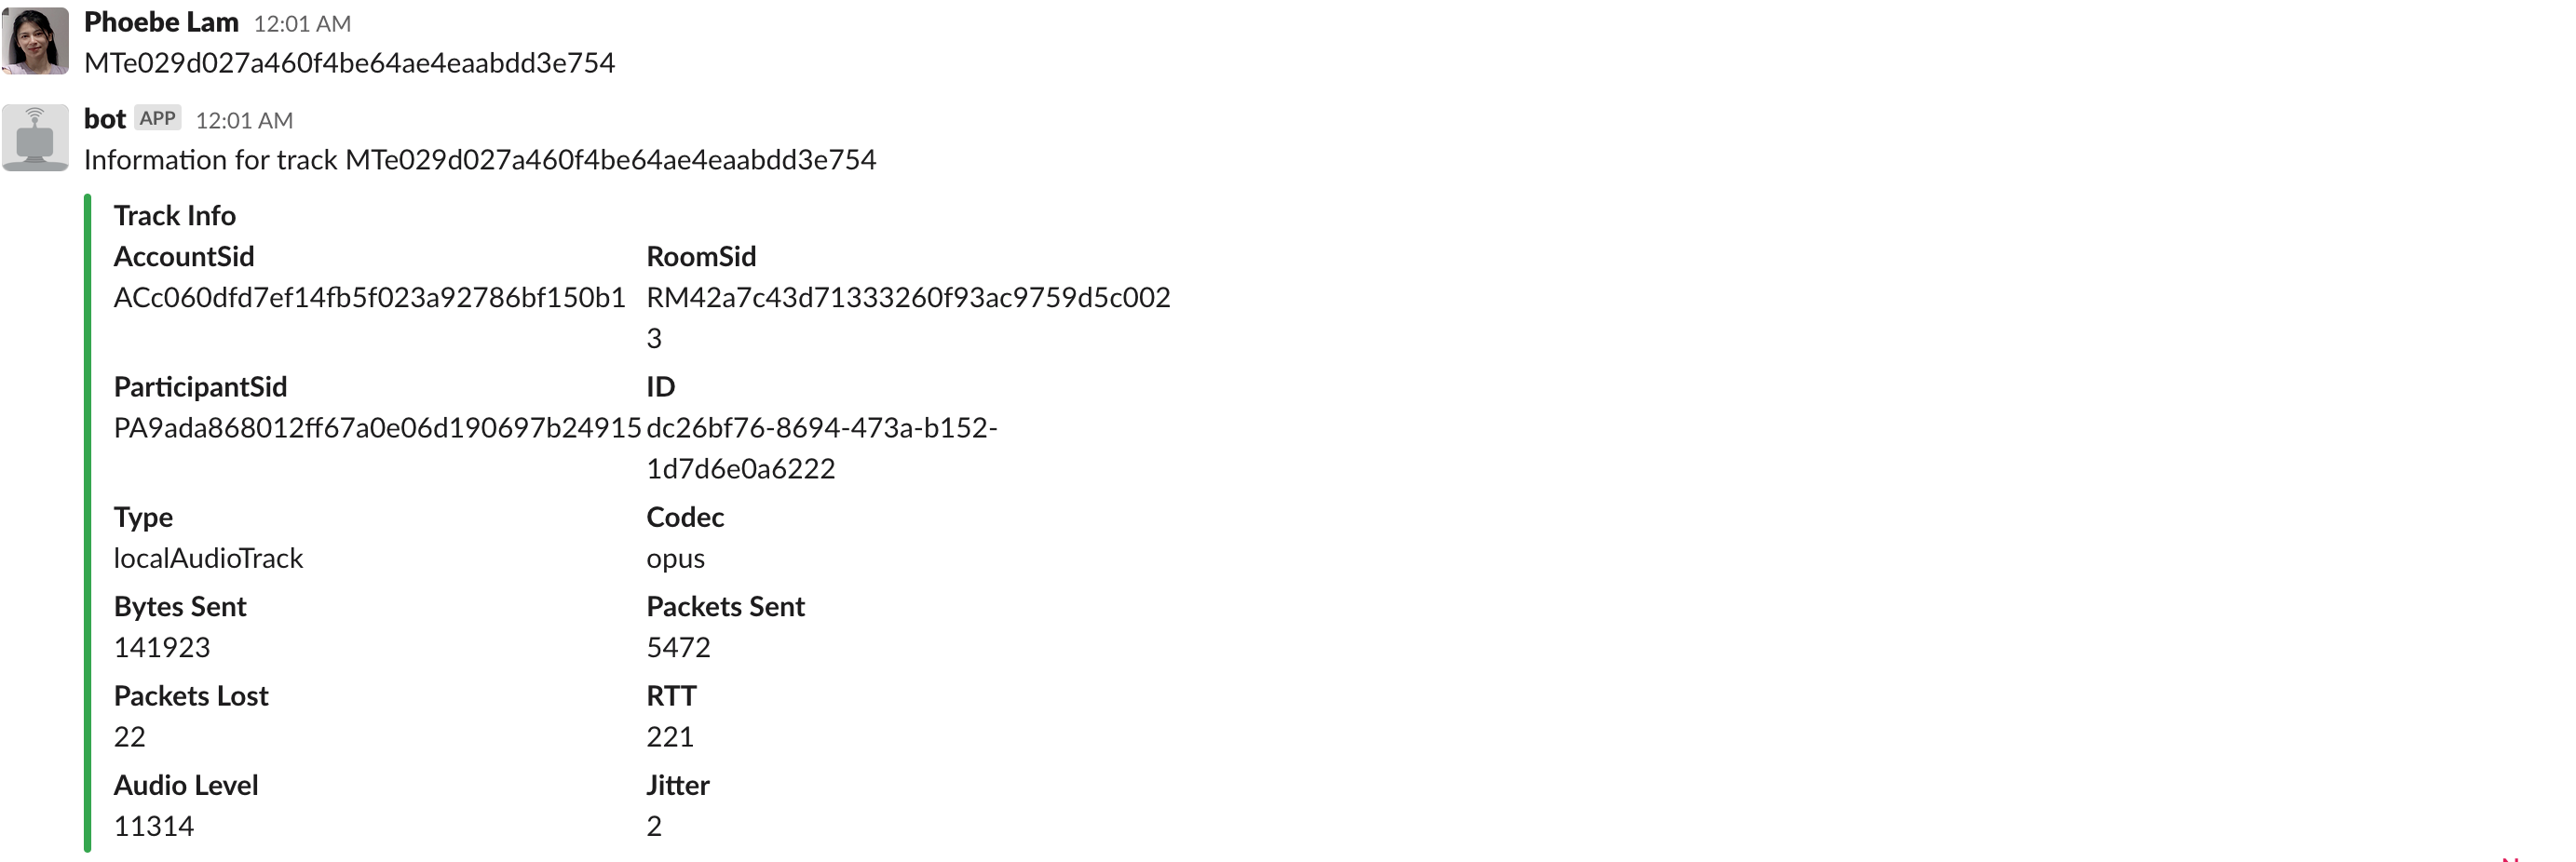 Phoebe Lam 12:01 AM
MTe029d027a460f4be64ae4eaabdd3e754
bot APP 12:01 AM
Information for track MTe029d027a460f4be64ae4eaabdd3e754
Track Info
AccountSid RoomSid
ACc060dfd7ef14fb5f023a92786bf150b1 RM42a7c43d71333260f93ac9759d5c002
3
ParticipantSid ID
PA9ada868012ff67a0e06d190697b24915 dc26bf76-8694-473a-b152-
1d7d6e0a6222
Type Codec
localAudioTrack opus
Bytes Sent Packets Sent
141923 5472
Packets Lost RTT
22 221
Audio Level Jitter
11314 2